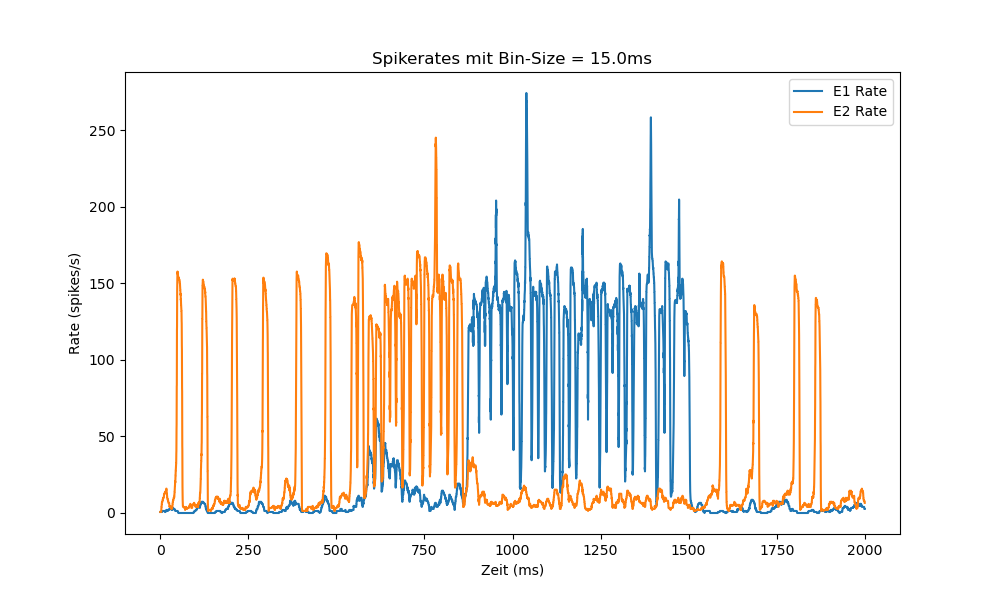 Spikerates mit Bin-Size = 15.0ms
E1 Rate
E2 Rate
Rate (spikes/s)
250
200
150
100
50
0
0 250 500 750 1000 1250 1500 1750 2000
Zeit (ms)